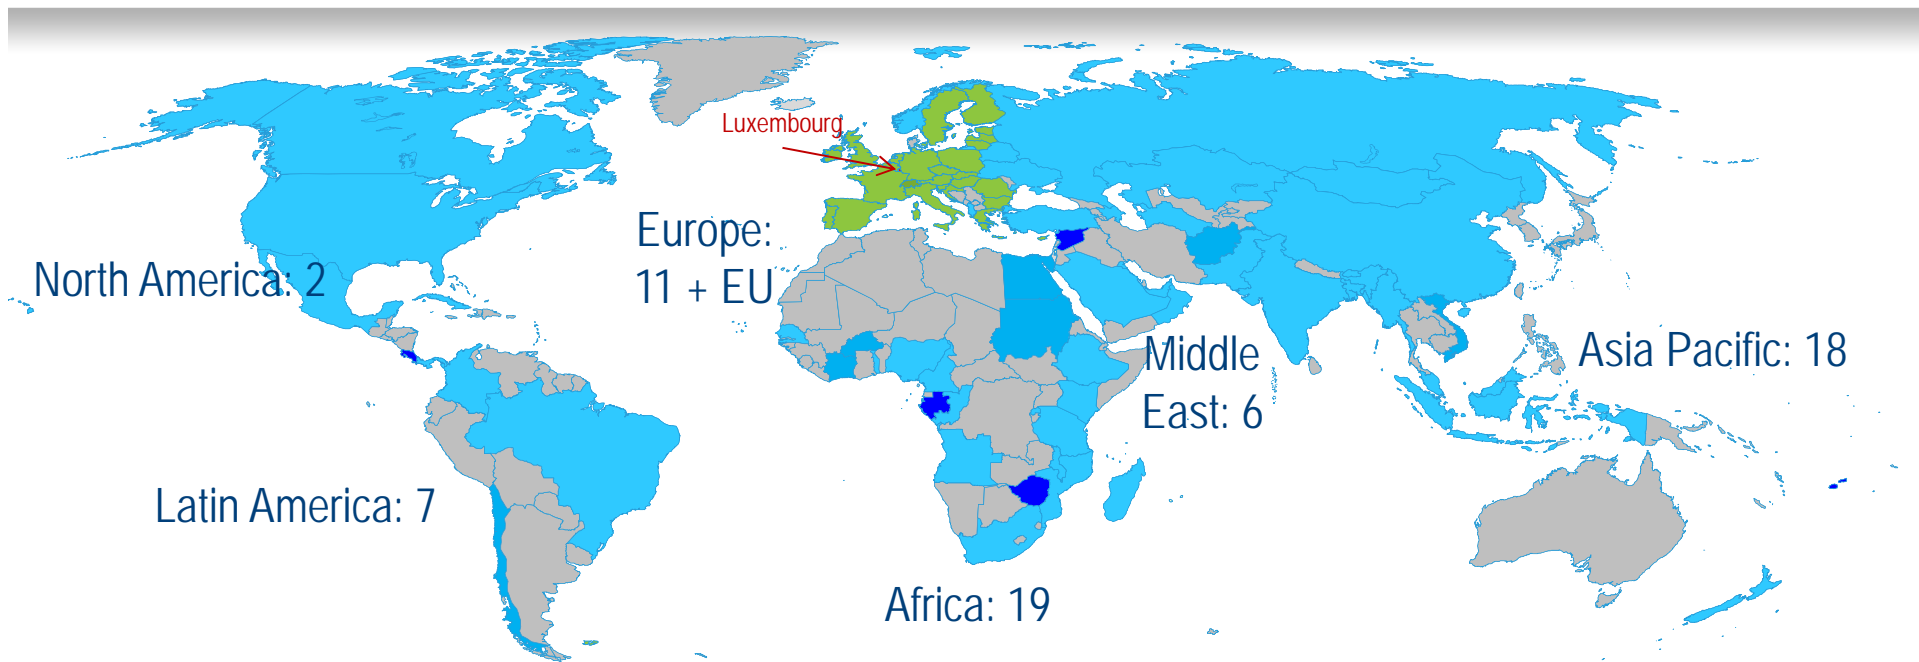 Luxembourg
Europe:
11 + EU
North America: 2
Middle
East: 6
Asia Pacific: 18
Latin America: 7
Africa: 19